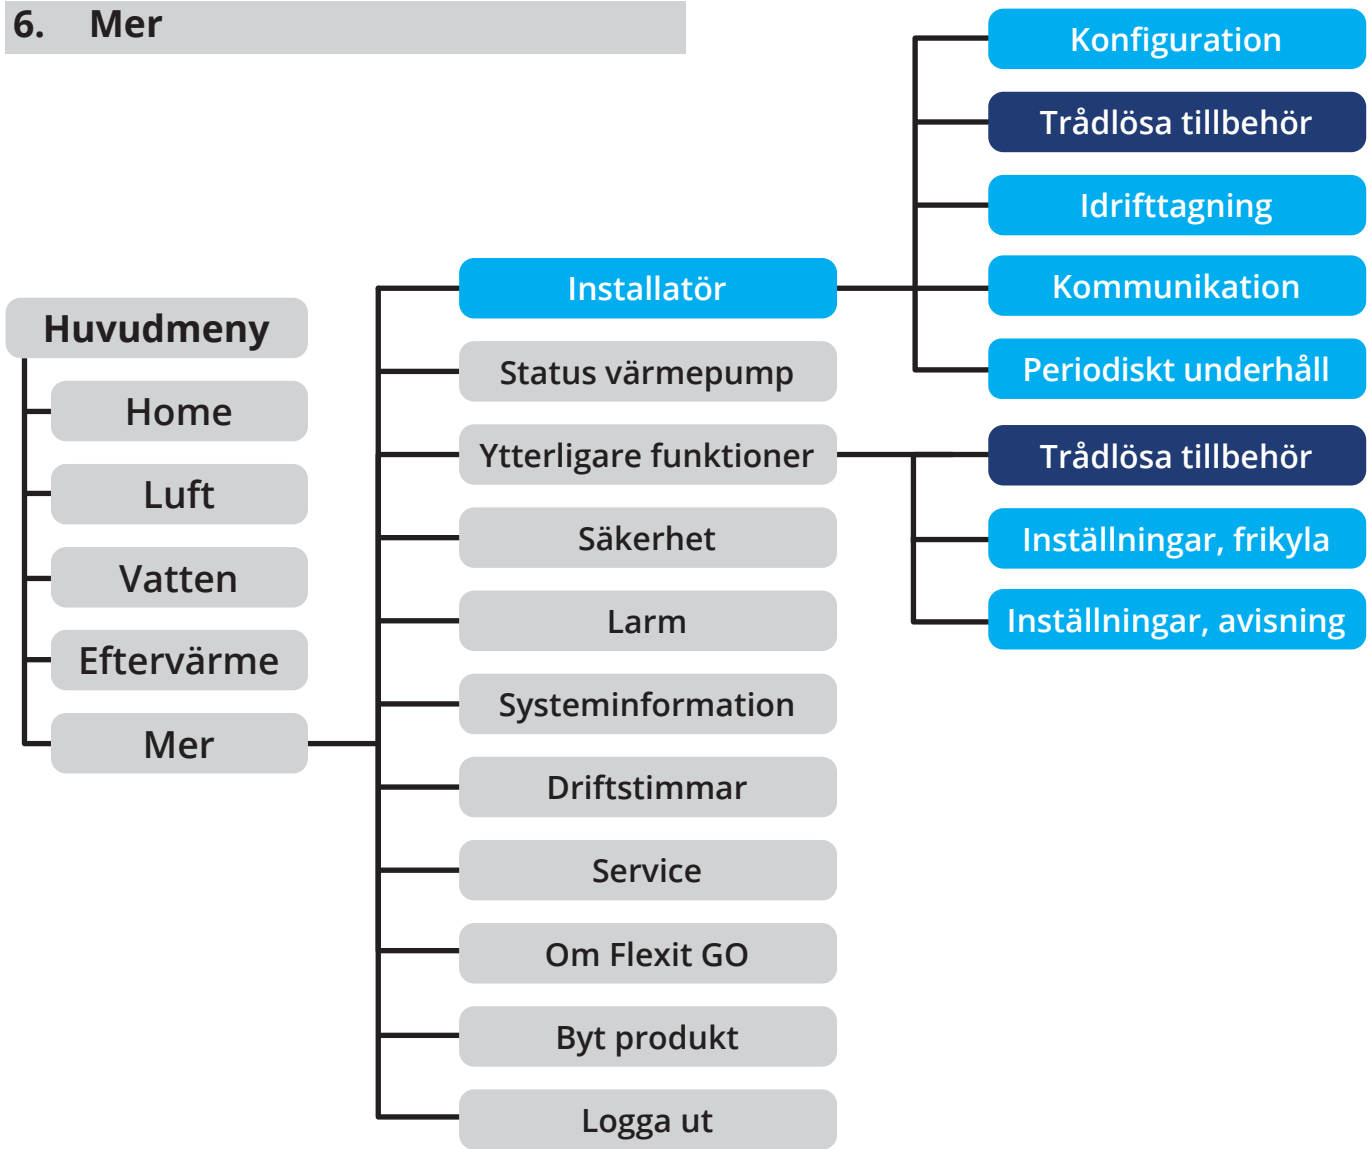 6. Mer
Huvudmeny
Home
Luft
Vatten
Eftervärme
Mer
Installatör
Status värmepump
Ytterligare funktioner
Säkerhet
Larm
Systeminformation
Driftstimmar
Service
Om Flexit GO
Byt produkt
Logga ut
Konfiguration
Trådlösa tillbehör
Idrifttagning
Kommunikation
Periodiskt underhåll
Trådlösa tillbehör
Inställningar, frikyla
Inställningar, avisning